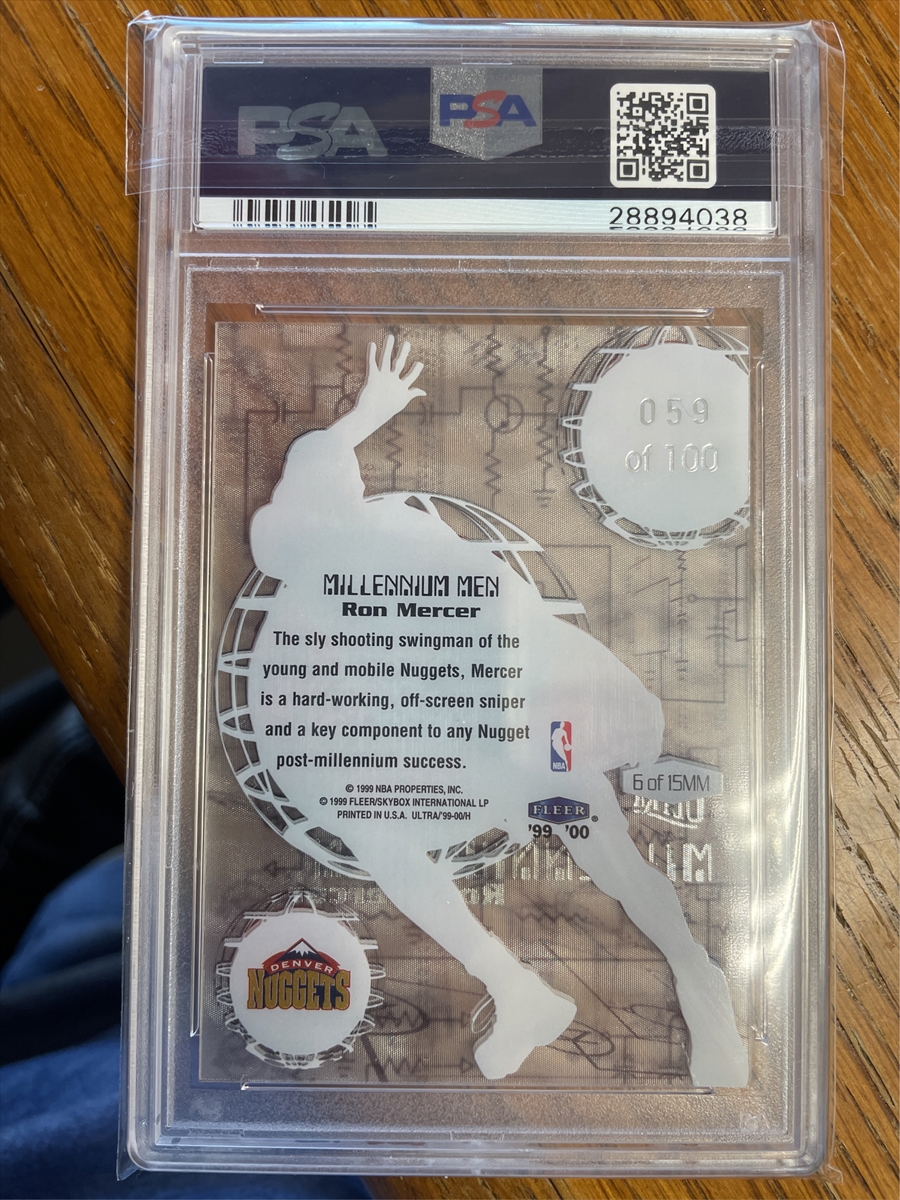 PSA
PSA
28894038
059
of 100
MILLENNIUM MEN
Ron Mercer
The sly shooting swingman of the
young and mobile Nuggets, Mercer
is a hard-working, off-screen sniper
and a key component to any Nugget
post-millennium success.
NBA
© 1999 NBA PROPERTIES, INC.
© 1999 FLEER/SKYBOX INTERNATIONAL LP
PRINTED IN U.S.A. ULTRA/'99-00/H
FLEER®
'99 '00
6 of 15MM
DENVER
NUGGETS